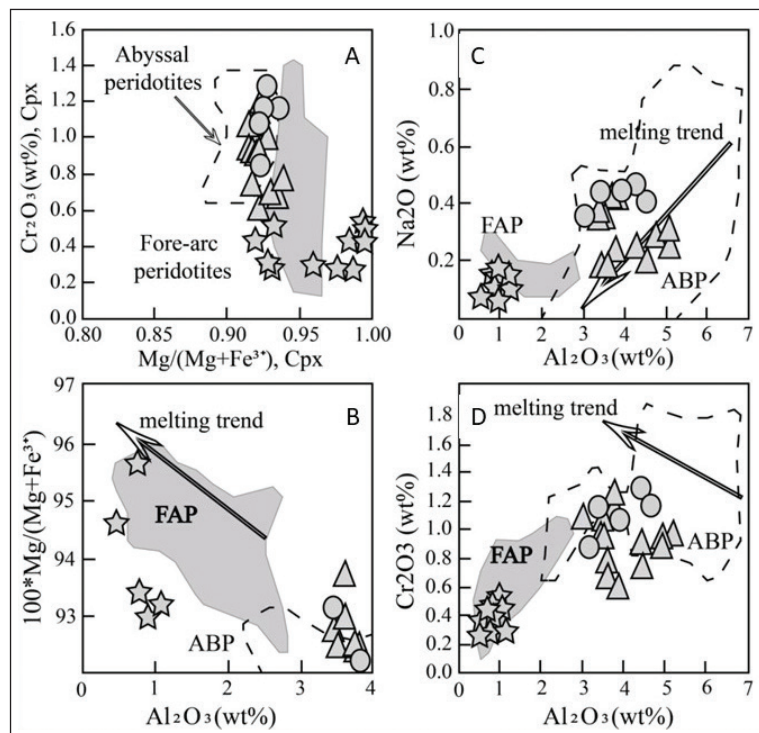 A
Abyssal
peridotites
Fore-arc
peridotites
Cr₂O₃(wt%), Cpx
1.6
1.4
1.2
1.0
0.8
0.6
0.4
0.2
0.0
0.80
0.85
0.90
0.95
1.00
Mg/(Mg+Fe³⁺), Cpx
C
melting trend
FAP
ABP
Na2O (wt%)
1.0
0.8
0.6
0.4
0.2
0
1
2
3
4
5
6
7
Al₂O₃(wt%)
B
melting trend
FAP
ABP
100*Mg/(Mg+Fe³⁺)
97
96
95
94
93
0
1
2
3
4
Al₂O₃(wt%)
D
melting trend
FAP
ABP
Cr2O3 (wt%)
1.8
1.6
1.4
1.2
1.0
0.8
0.6
0.4
0.2
0.0
0
1
2
3
4
5
6
7
Al₂O₃(wt%)